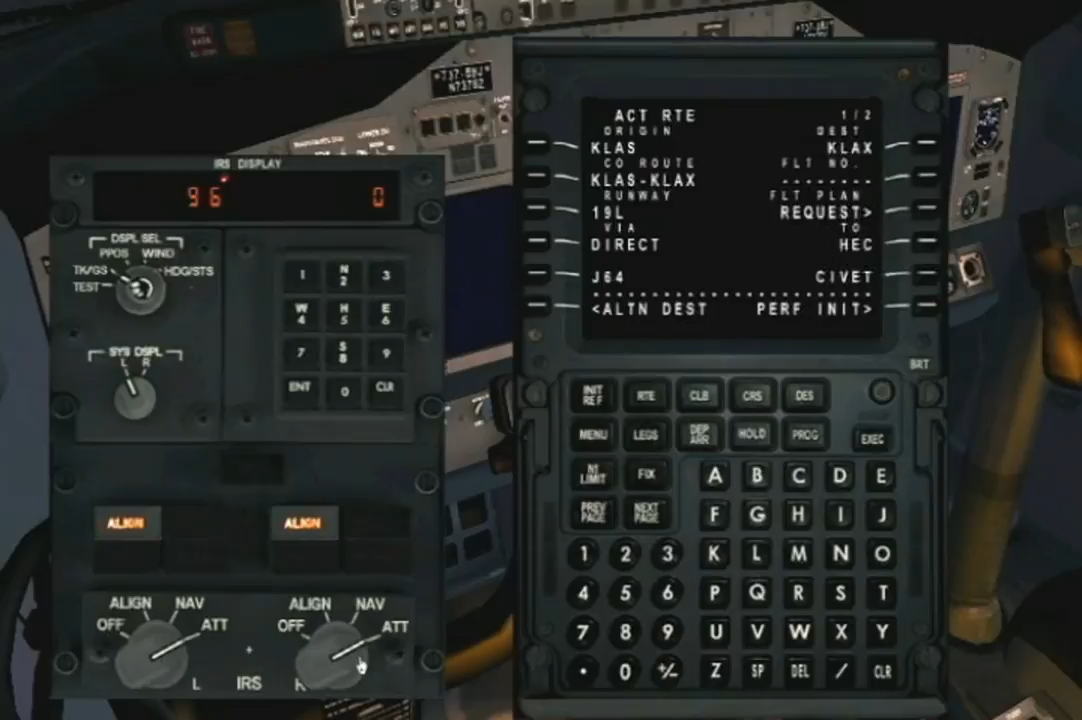 *737-BBJ*
N737BZ
IRS DISPLAY
96 0
DSPL SEL
PPOS WIND
TK/GS HDG/STS
TEST
SYS DSPL
L R
1 N 2 3
W 4 H 5 E 6
7 S 8 9
ENT 0 CLR
ALIGN ALIGN
ALIGN NAV ALIGN NAV
OFF ATT OFF ATT
L IRS R
ACT RTE 1/2
ORIGIN DEST
KLAS KLAX
CO ROUTE FLT NO.
KLAS-KLAX --------
RUNWAY FLT PLAN
19L REQUEST>
VIA TO
DIRECT HEC
J64 CIVET
<ALTN DEST PERF INIT>
BRT
INIT REF RTE CLB CRS DES
MENU LEGS DEP ARR HOLD PROG EXEC
N1 LIMIT FIX
A B C D E
PREV PAGE NEXT PAGE
F G H I J
1 2 3 K L M N O
4 5 6 P Q R S T
7 8 9 U V W X Y
. 0 +/- Z SP DEL / CLR